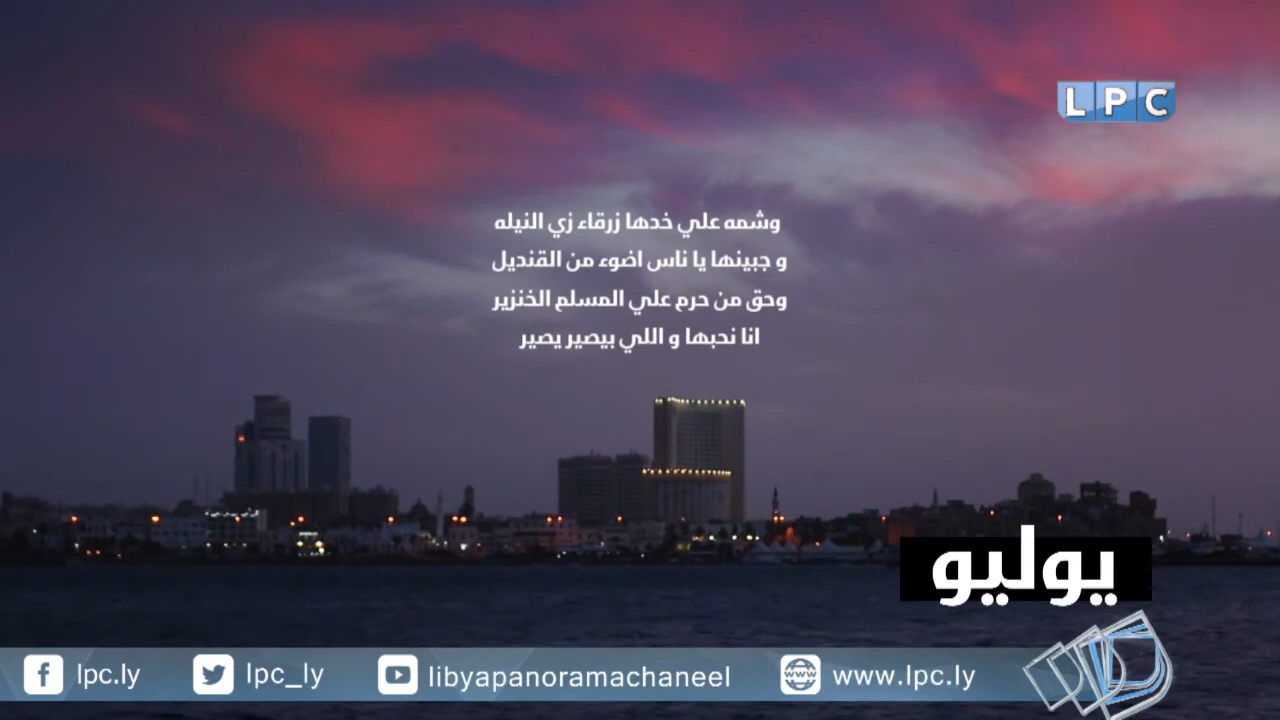 LPC
وشمه علي خدها زرقاء زي النيله
و جبينها يا ناس اضوء من القنديل
وحق من حرم علي المسلم الخنزير
انا نحبها و اللي بيصير يصير
يوليو
lpc.ly lpc_ly libyapanoramachaneel www.lpc.ly